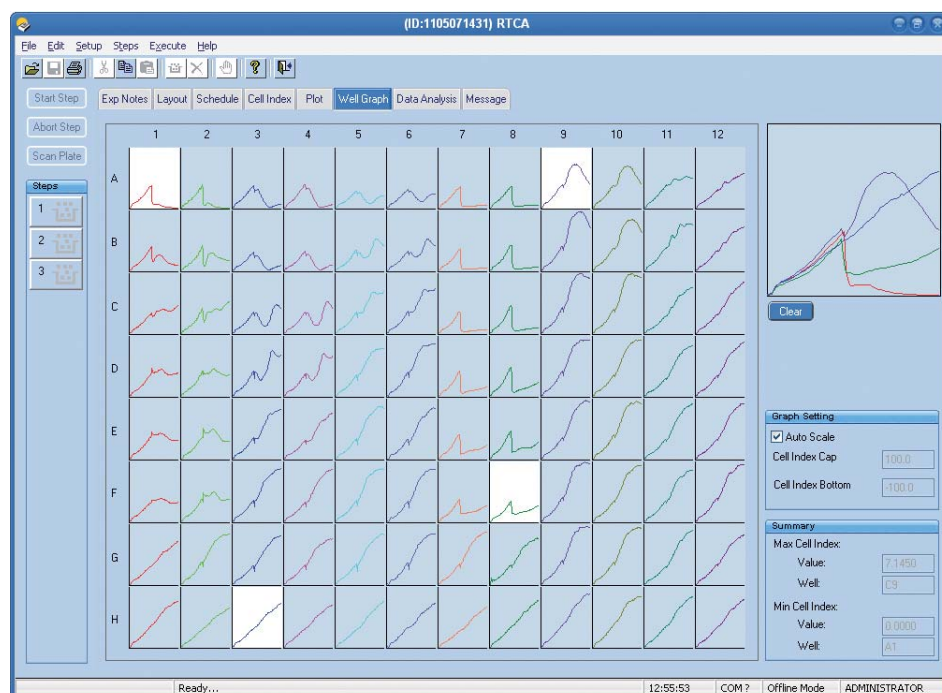 (ID:1105071431) RTCA
File Edit Setup Steps Execute Help
Start Step
Abort Step
Scan Plate
Exp Notes Layout Schedule Cell Index Plot Well Graph Data Analysis Message
Steps
1
2
3
1 2 3 4 5 6 7 8 9 10 11 12
A
B
C
D
E
F
G
H
Clear
Graph Setting
Auto Scale
Cell Index Cap 100.0
Cell Index Bottom -100.0
Summary
Max Cell Index:
Value: 7.1450
Well: C9
Min Cell Index:
Value: 0.0000
Well: A1
Ready... 12:55:53 COM ? Offline Mode ADMINISTRATOR